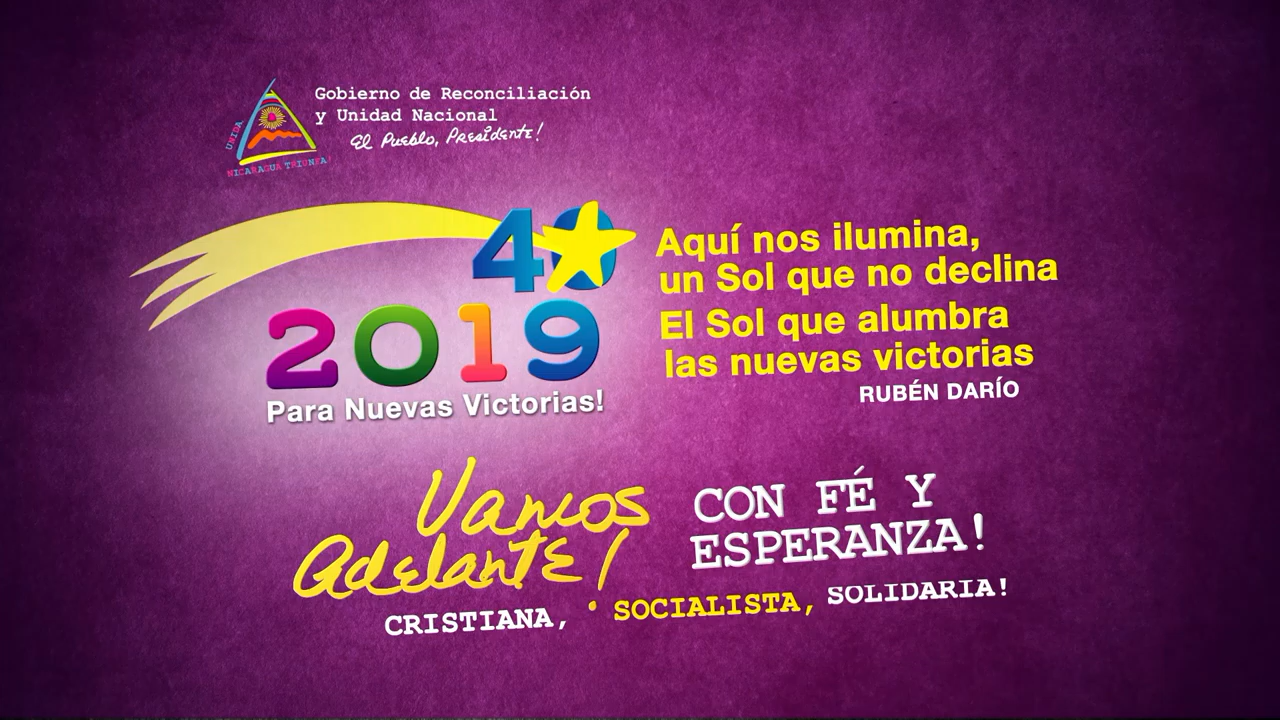 Gobierno de Reconciliación
y Unidad Nacional
El Pueblo, Presidente!
UNIDA
NICARAGUA TRIUNFA
40
2019
Para Nuevas Victorias!
Aquí nos ilumina,
un Sol que no declina
El Sol que alumbra
las nuevas victorias
RUBÉN DARÍO
Vamos
Adelante!
CON FÉ Y
ESPERANZA!
CRISTIANA, SOCIALISTA, SOLIDARIA!